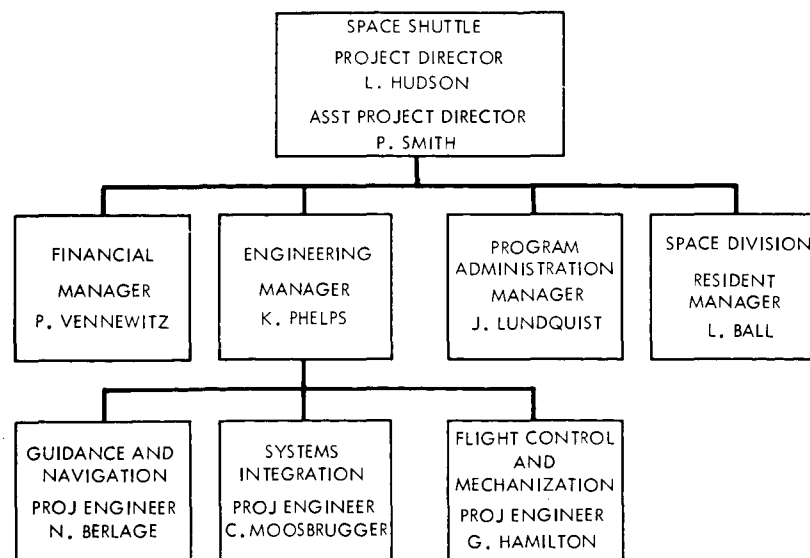 SPACE SHUTTLE
PROJECT DIRECTOR
L. HUDSON
ASST PROJECT DIRECTOR
P. SMITH
FINANCIAL
MANAGER
P. VENNEWITZ
ENGINEERING
MANAGER
K. PHELPS
PROGRAM
ADMINISTRATION
MANAGER
J. LUNDQUIST
SPACE DIVISION
RESIDENT
MANAGER
L. BALL
GUIDANCE AND
NAVIGATION
PROJ ENGINEER
N. BERLAGE
SYSTEMS
INTEGRATION
PROJ ENGINEER
C. MOOSBRUGGER
FLIGHT CONTROL
AND
MECHANIZATION
PROJ ENGINEER
G. HAMILTON